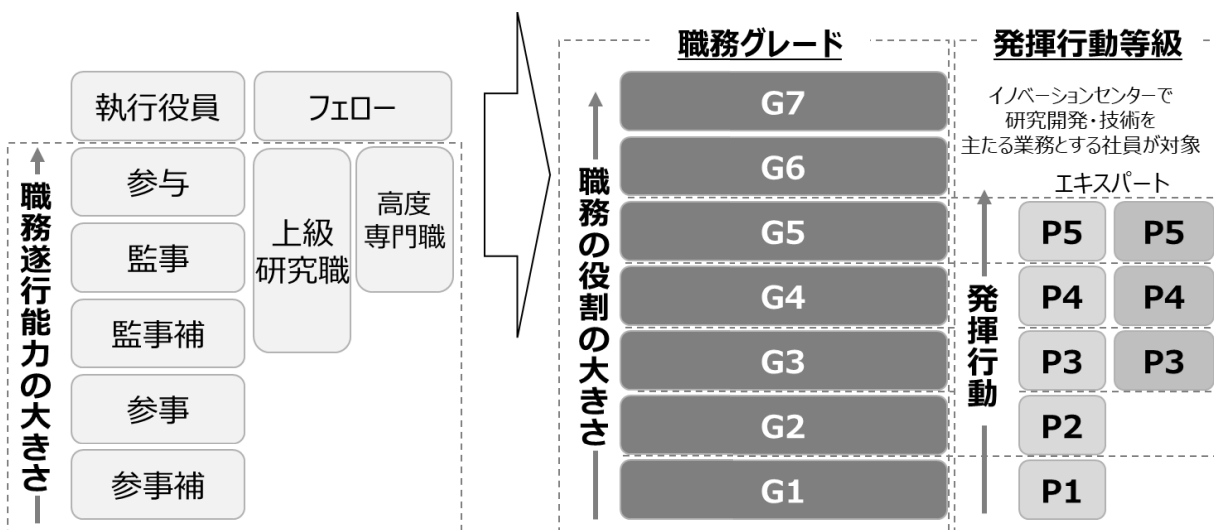 執行役員
フェロー
職務遂行能力の大きさ
参与
監事
監事補
参事
参事補
上級
研究職
高度
専門職
職務グレード
職務の役割の大きさ
G7
G6
G5
G4
G3
G2
G1
発揮行動等級
イノベーションセンターで
研究開発・技術を
主たる業務とする社員が対象
エキスパート
発揮行動
P5 P5
P4 P4
P3 P3
P2
P1